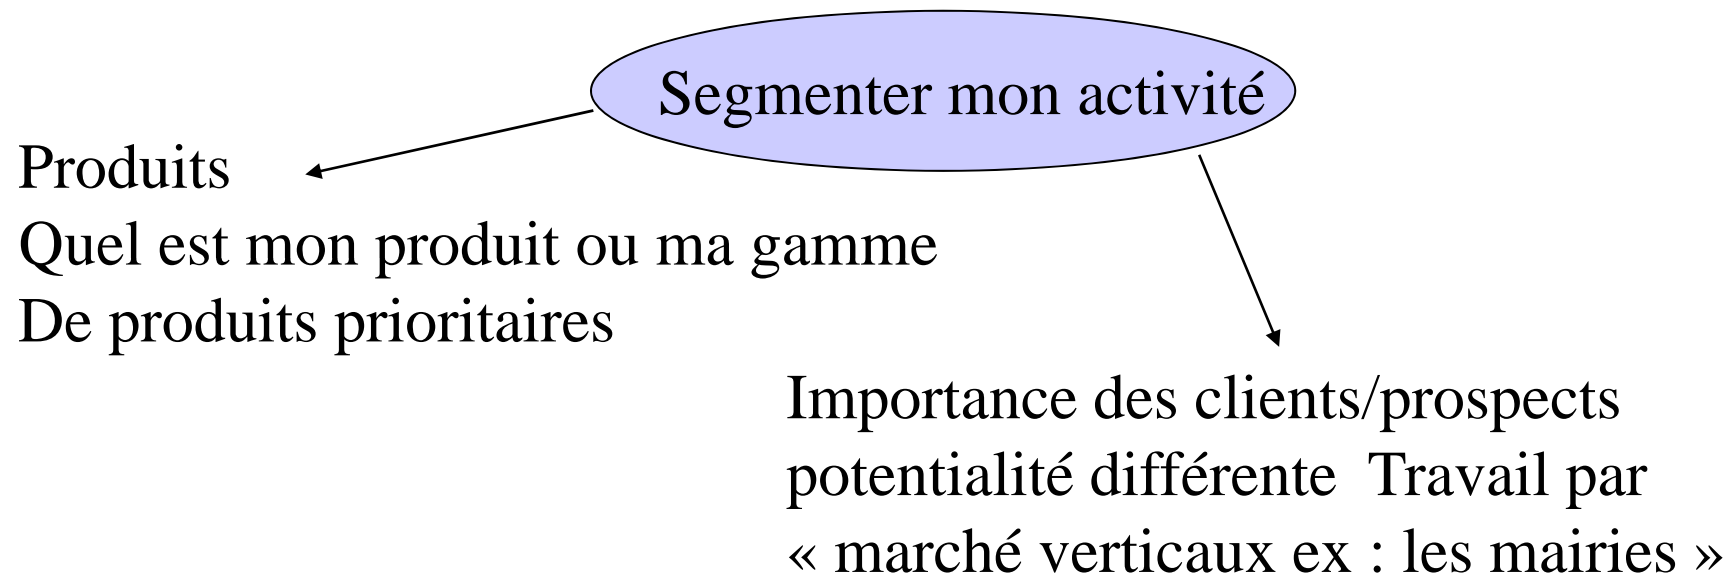 Segmenter mon activité
Produits
Quel est mon produit ou ma gamme
De produits prioritaires
Importance des clients/prospects
potentialité différente  Travail par
« marché verticaux ex : les mairies »